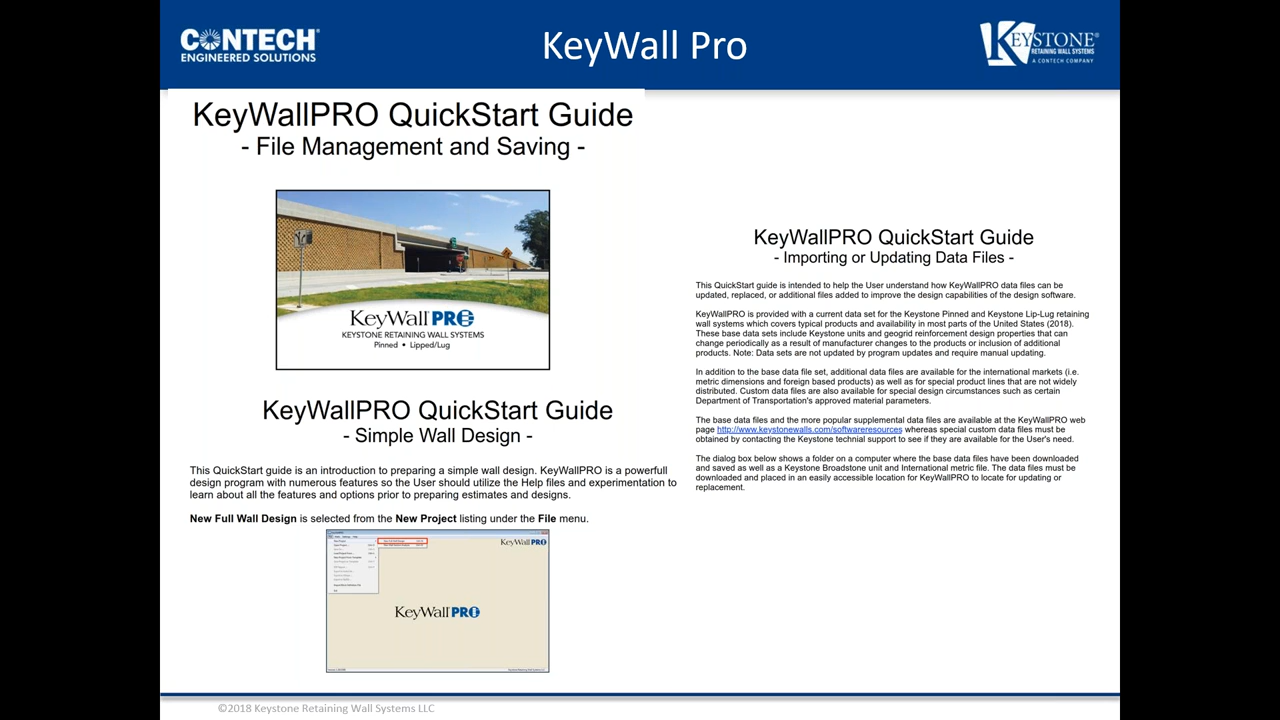 CONTECH®
ENGINEERED SOLUTIONS
KeyWall Pro
KEYSTONE®
RETAINING WALL SYSTEMS
A CONTECH COMPANY
KeyWallPRO QuickStart Guide
- File Management and Saving -
KeyWall PRO
KEYSTONE RETAINING WALL SYSTEMS
Pinned • Lipped/Lug
KeyWallPRO QuickStart Guide
- Simple Wall Design -
This QuickStart guide is an introduction to preparing a simple wall design. KeyWallPRO is a powerfull
design program with numerous features so the User should utilize the Help files and experimentation to
learn about all the features and options prior to preparing estimates and designs.
New Full Wall Design is selected from the New Project listing under the File menu.
KeyWall PRO
KeyWall PRO
KeyWallPRO QuickStart Guide
- Importing or Updating Data Files -
This QuickStart guide is intended to help the User understand how KeyWallPRO data files can be
updated, replaced, or additional files added to improve the design capabilities of the design software.
KeyWallPRO is provided with a current data set for the Keystone Pinned and Keystone Lip-Lug retaining
wall systems which covers typical products and availability in most parts of the United States (2018).
These base data sets include Keystone units and geogrid reinforcement design properties that can
change periodically as a result of manufacturer changes to the products or inclusion of additional
products. Note: Data sets are not updated by program updates and require manual updating.
In addition to the base data file set, additional data files are available for the international markets (i.e.
metric dimensions and foreign based products) as well as for special product lines that are not widely
distributed. Custom data files are also available for special design circumstances such as certain
Department of Transportation's approved material parameters.
The base data files and the more popular supplemental data files are available at the KeyWallPRO web
page http://www.keystonewalls.com/softwareresources whereas special custom data files must be
obtained by contacting the Keystone technial support to see if they are available for the User's need.
The dialog box below shows a folder on a computer where the base data files have been downloaded
and saved as well as a Keystone Broadstone unit and International metric file. The data files must be
downloaded and placed in an easily accessible location for KeyWallPRO to locate for updating or
replacement.
©2018 Keystone Retaining Wall Systems LLC